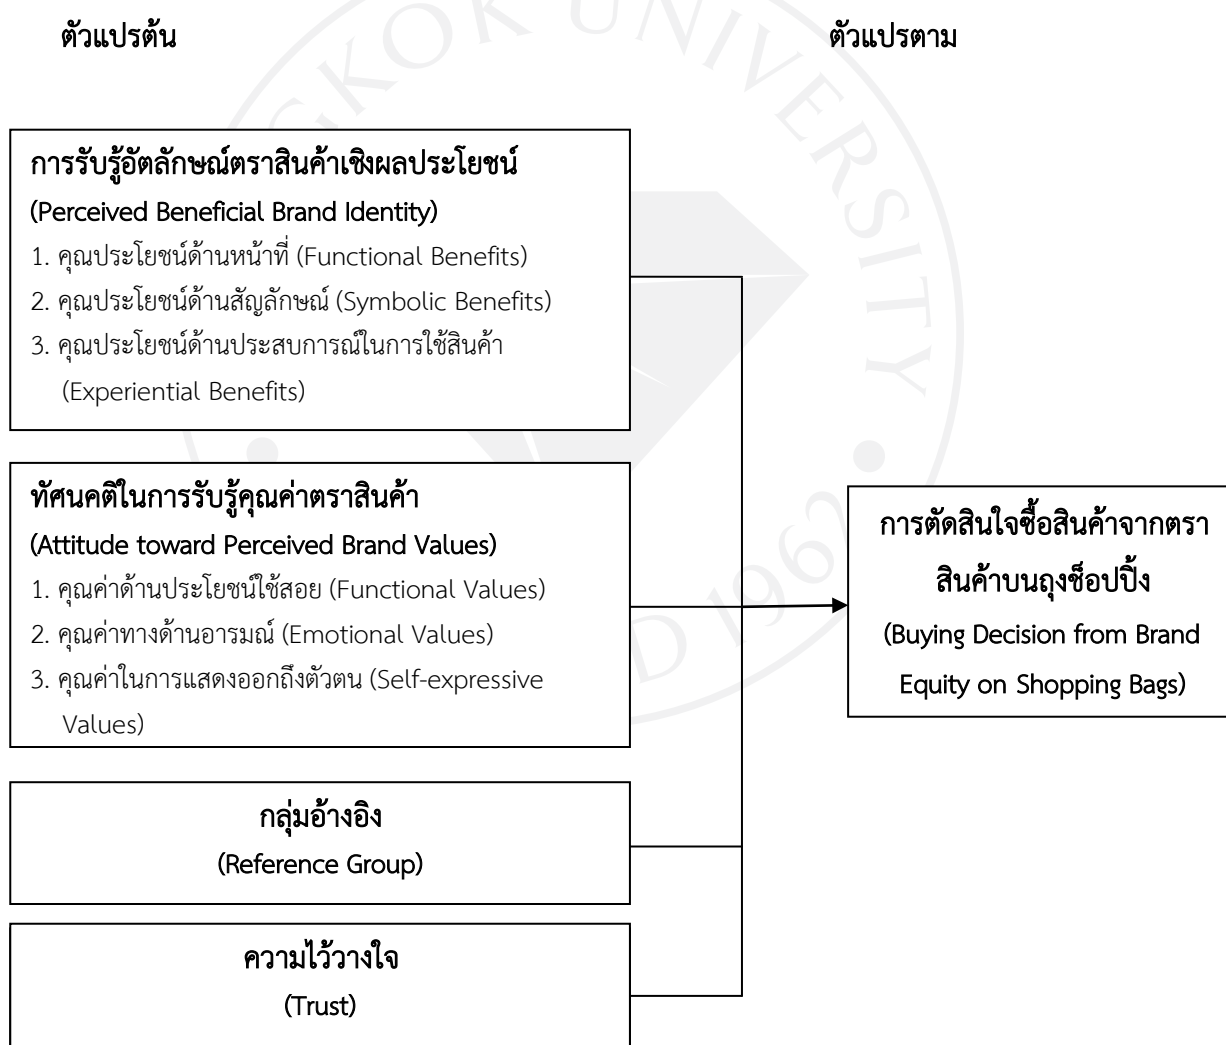 ตัวแปรต้น
ตัวแปรตาม
การรับรู้อัตลักษณ์ตราสินค้าเชิงผลประโยชน์
(Perceived Beneficial Brand Identity)
1. คุณประโยชน์ด้านหน้าที่ (Functional Benefits)
2. คุณประโยชน์ด้านสัญลักษณ์ (Symbolic Benefits)
3. คุณประโยชน์ด้านประสบการณ์ในการใช้สินค้า
(Experiential Benefits)
ทัศนคติในการรับรู้คุณค่าตราสินค้า
(Attitude toward Perceived Brand Values)
1. คุณค่าด้านประโยชน์ใช้สอย (Functional Values)
2. คุณค่าทางด้านอารมณ์ (Emotional Values)
3. คุณค่าในการแสดงออกถึงตัวตน (Self-expressive
Values)
กลุ่มอ้างอิง
(Reference Group)
ความไว้วางใจ
(Trust)
การตัดสินใจซื้อสินค้าจากตรา
สินค้าบนถุงช็อปปิ้ง
(Buying Decision from Brand
Equity on Shopping Bags)
GKOK UNIVERSITY
D 1962